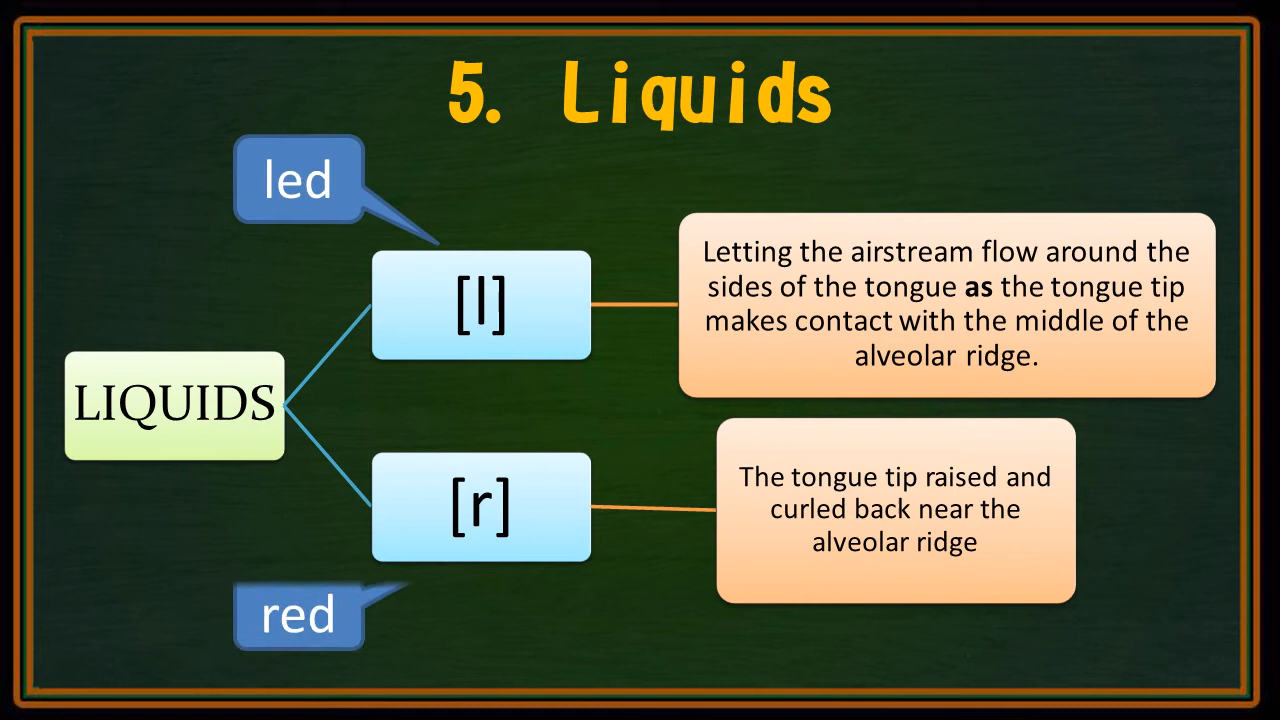 5. Liquids
led
[l]
Letting the airstream flow around the
sides of the tongue as the tongue tip
makes contact with the middle of the
alveolar ridge.
LIQUIDS
[r]
The tongue tip raised and
curled back near the
alveolar ridge
red